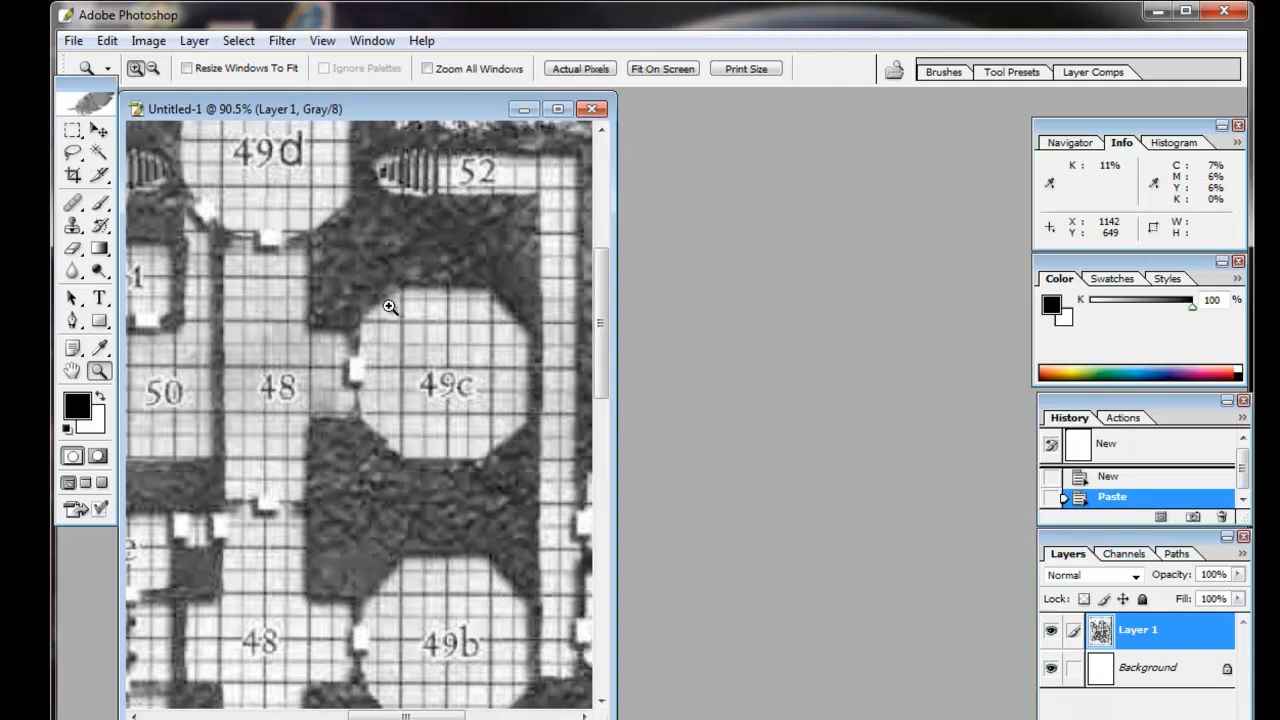 Adobe Photoshop
File Edit Image Layer Select Filter View Window Help
Resize Windows To Fit Ignore Palettes Zoom All Windows Actual Pixels Fit On Screen Print Size Brushes Tool Presets Layer Comps
Untitled-1 @ 90.5% (Layer 1, Gray/8)
49d
52
50
48
49c
48
49b
Navigator Info Histogram
K : 11% C : 7%
M : 6%
Y : 6%
K : 0%
X : 1142 W :
Y : 649 H :
Color Swatches Styles
K 100 %
History Actions
New
New
Paste
Layers Channels Paths
Normal Opacity: 100%
Lock: Fill: 100%
Layer 1
Background